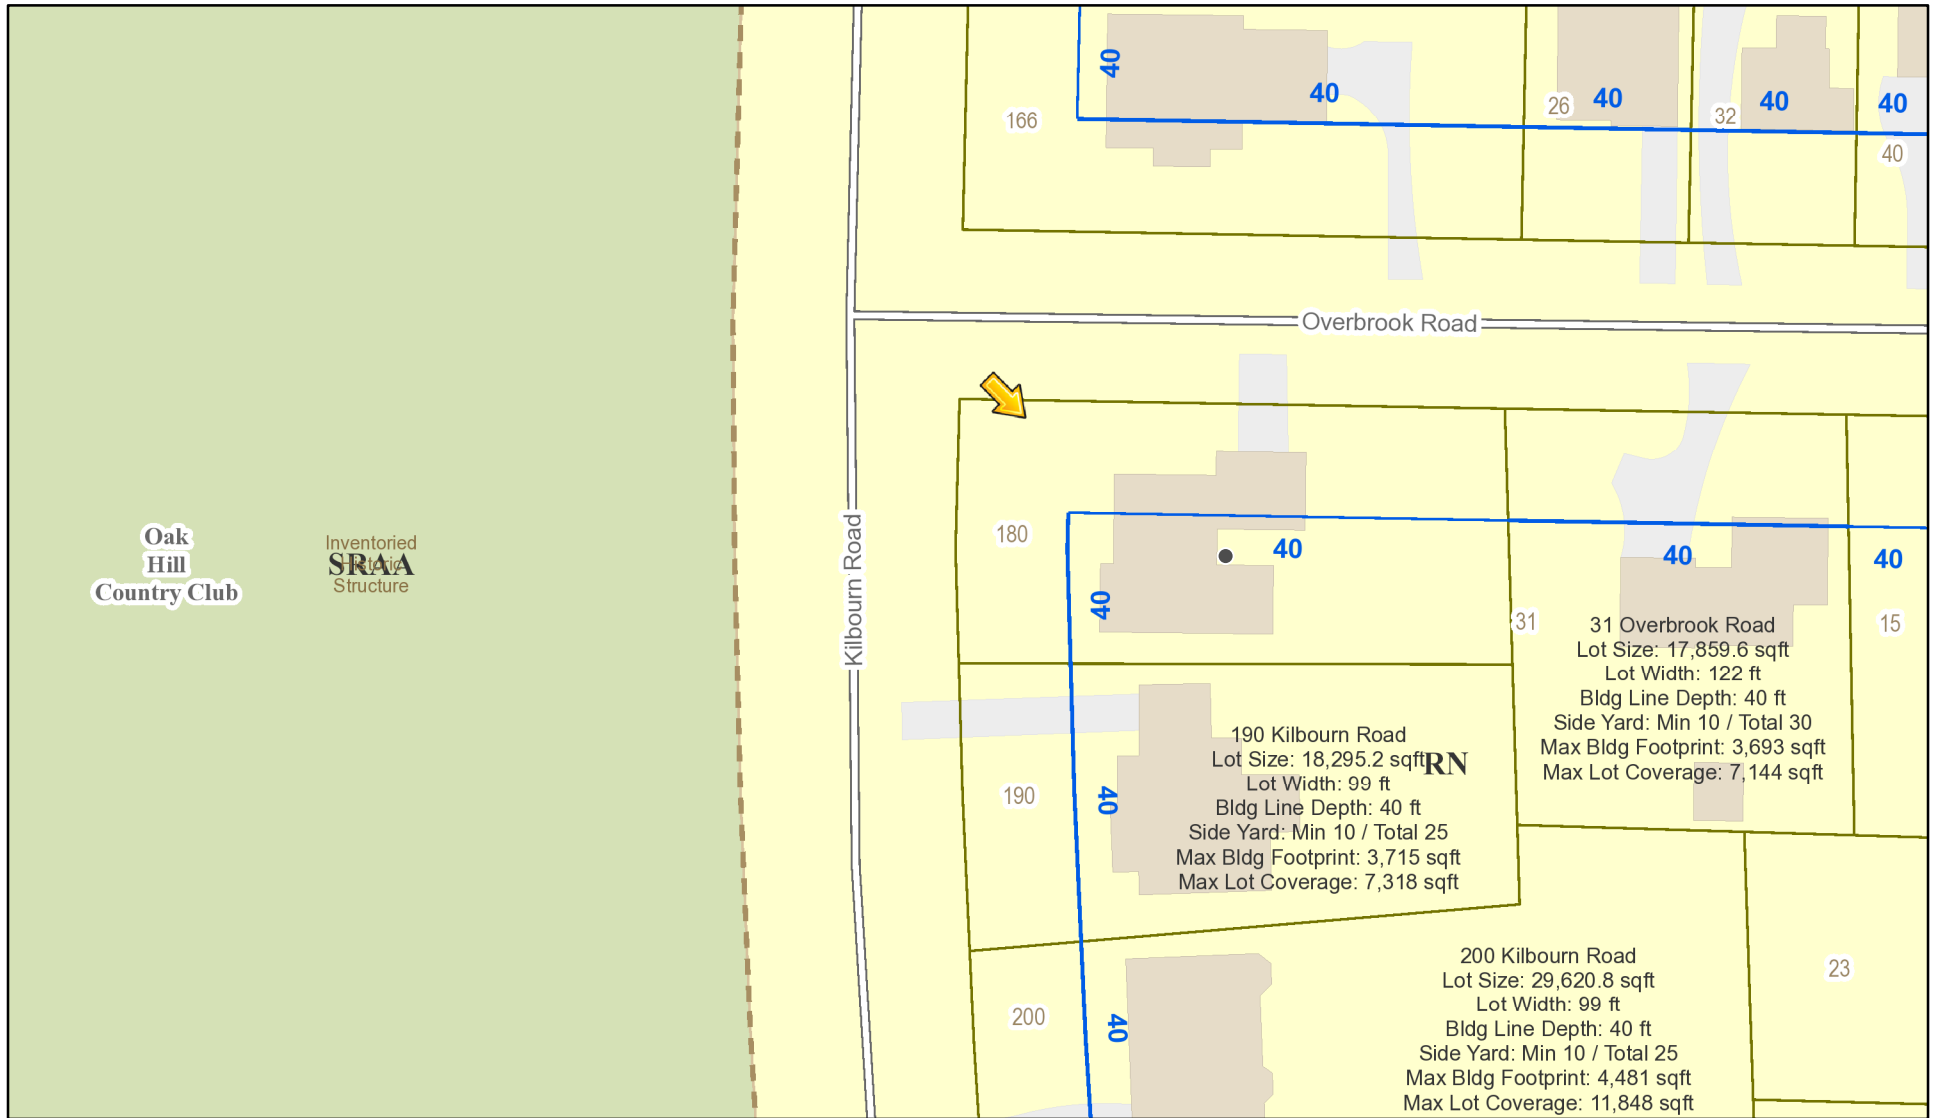 40
40
166
26
40
32
40
40
40
Overbrook Road
180
40
40
Kilbourn Road
Oak
Hill
Country Club
Inventoried
Historic
Structure
SRAA
40
40
31
15
31 Overbrook Road
Lot Size: 17,859.6 sqft
Lot Width: 122 ft
Bldg Line Depth: 40 ft
Side Yard: Min 10 / Total 30
Max Bldg Footprint: 3,693 sqft
Max Lot Coverage: 7,144 sqft
190
40
190 Kilbourn Road
Lot Size: 18,295.2 sqft
Lot Width: 99 ft
Bldg Line Depth: 40 ft
Side Yard: Min 10 / Total 25
Max Bldg Footprint: 3,715 sqft
Max Lot Coverage: 7,318 sqft
RN
200
40
200 Kilbourn Road
Lot Size: 29,620.8 sqft
Lot Width: 99 ft
Bldg Line Depth: 40 ft
Side Yard: Min 10 / Total 25
Max Bldg Footprint: 4,481 sqft
Max Lot Coverage: 11,848 sqft
23